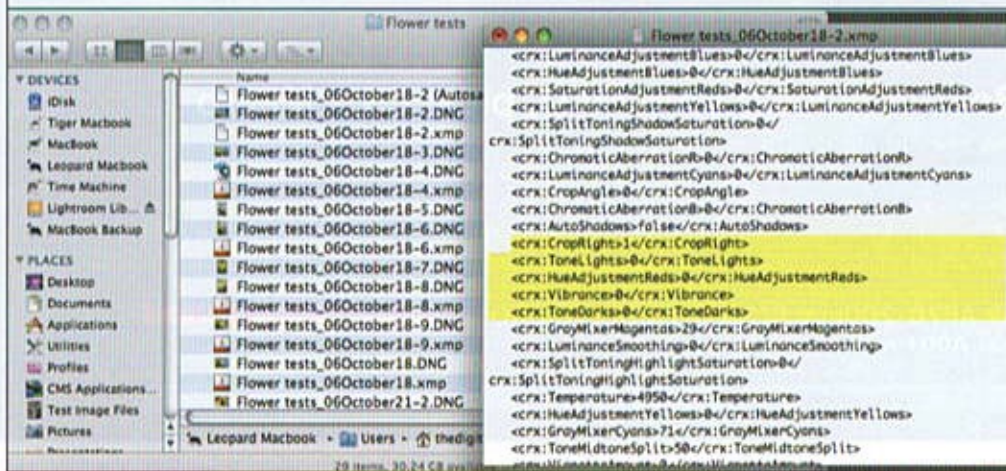 Flower tests
DEVICES
iDisk
Tiger Macbook
MacBook
Leopard Macbook
Time Machine
Lightroom Lib...
MacBook Backup
PLACES
Desktop
Documents
Applications
Utilities
Profiles
CMS Applications...
Test Image Files
Pictures
Name
Flower tests_06October18-2 (Autosa
Flower tests_06October18-2.DNG
Flower tests_06October18-2.xmp
Flower tests_06October18-3.DNG
Flower tests_06October18-4.DNG
Flower tests_06October18-4.xmp
Flower tests_06October18-5.DNG
Flower tests_06October18-6.DNG
Flower tests_06October18-6.xmp
Flower tests_06October18-7.DNG
Flower tests_06October18-8.DNG
Flower tests_06October18-8.xmp
Flower tests_06October18-9.DNG
Flower tests_06October18-9.xmp
Flower tests_06October18.DNG
Flower tests_06October18.xmp
Flower tests_06October21-2.DNG
Leopard Macbook ▸ Users ▸ thedigit
29 items, 30.24 GB avail
Flower tests_06October18-2.xmp
<crx:LuminanceAdjustmentBlues>0</crx:LuminanceAdjustmentBlues>
<crx:HueAdjustmentBlues>0</crx:HueAdjustmentBlues>
<crx:SaturationAdjustmentReds>0</crx:SaturationAdjustmentReds>
<crx:LuminanceAdjustmentYellows>0</crx:LuminanceAdjustmentYellows>
<crx:SplitToningShadowSaturation>0</
crx:SplitToningShadowSaturation>
<crx:ChromaticAberrationR>0</crx:ChromaticAberrationR>
<crx:LuminanceAdjustmentCyans>0</crx:LuminanceAdjustmentCyans>
<crx:CropAngle>0</crx:CropAngle>
<crx:ChromaticAberrationB>0</crx:ChromaticAberrationB>
<crx:AutoShadows>false</crx:AutoShadows>
<crx:CropRight>1</crx:CropRight>
<crx:ToneLights>0</crx:ToneLights>
<crx:HueAdjustmentReds>0</crx:HueAdjustmentReds>
<crx:Vibrance>0</crx:Vibrance>
<crx:ToneDarks>0</crx:ToneDarks>
<crx:GrayMixerMagentas>29</crx:GrayMixerMagentas>
<crx:LuminanceSmoothing>0</crx:LuminanceSmoothing>
<crx:SplitToningHighlightSaturation>0</
crx:SplitToningHighlightSaturation>
<crx:Temperature>4950</crx:Temperature>
<crx:HueAdjustmentYellows>0</crx:HueAdjustmentYellows>
<crx:GrayMixerCyans>71</crx:GrayMixerCyans>
<crx:ToneMidtoneSplit>50</crx:ToneMidtoneSplit>